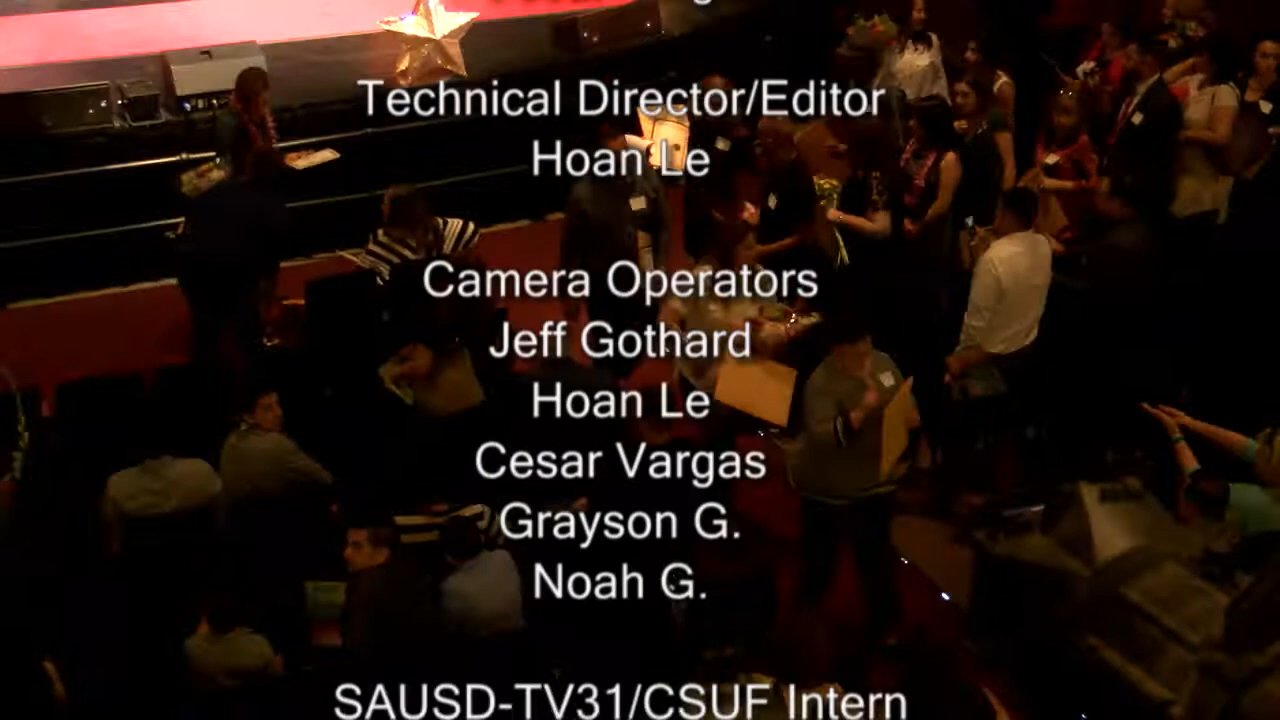 Technical Director/Editor
Hoan Le
Camera Operators
Jeff Gothard
Hoan Le
Cesar Vargas
Grayson G.
Noah G.
SAUSD-TV31/CSUF Intern